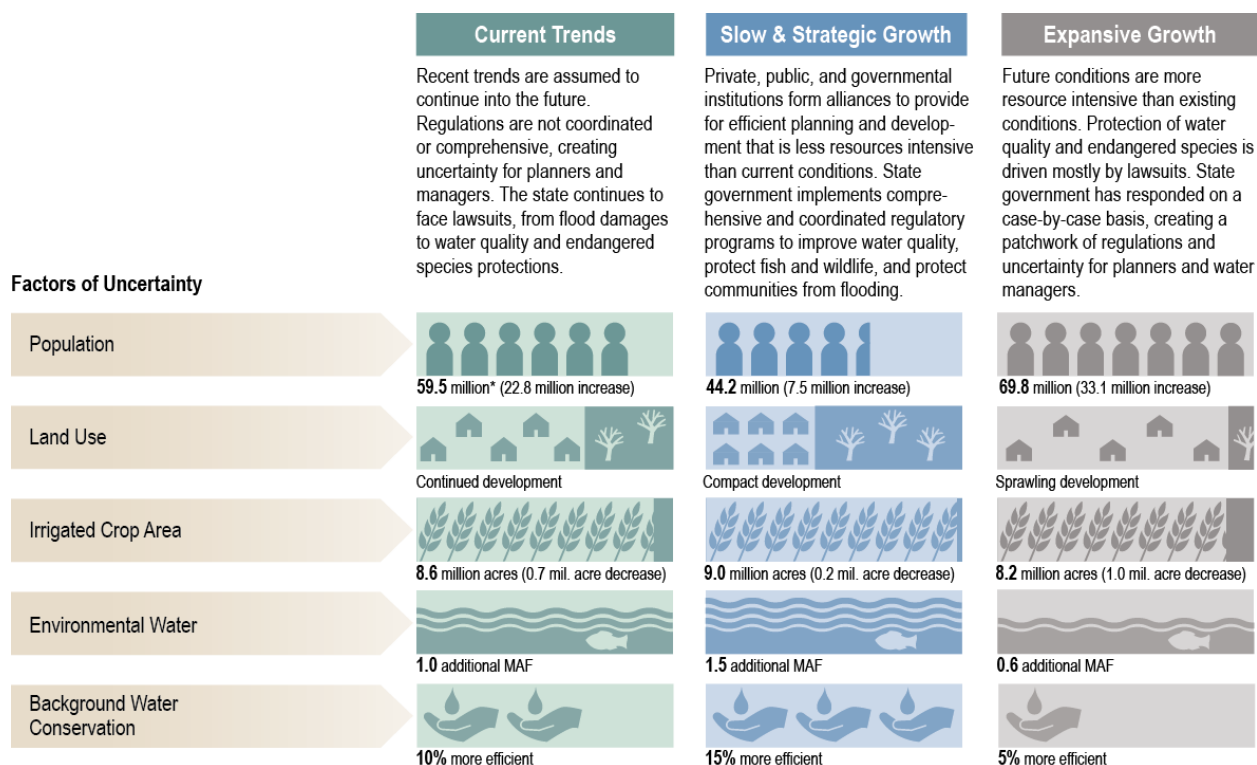 Current Trends
Slow & Strategic Growth
Expansive Growth
Recent trends are assumed to
continue into the future.
Regulations are not coordinated
or comprehensive, creating
uncertainty for planners and
managers. The state continues to
face lawsuits, from flood damages
to water quality and endangered
species protections.
Private, public, and governmental
institutions form alliances to provide
for efficient planning and develop-
ment that is less resources intensive
than current conditions. State
government implements compre-
hensive and coordinated regulatory
programs to improve water quality,
protect fish and wildlife, and protect
communities from flooding.
Future conditions are more
resource intensive than existing
conditions. Protection of water
quality and endangered species is
driven mostly by lawsuits. State
government has responded on a
case-by-case basis, creating a
patchwork of regulations and
uncertainty for planners and water
managers.
Factors of Uncertainty
Population
59.5 million* (22.8 million increase)
44.2 million (7.5 million increase)
69.8 million (33.1 million increase)
Land Use
Continued development
Compact development
Sprawling development
Irrigated Crop Area
8.6 million acres (0.7 mil. acre decrease)
9.0 million acres (0.2 mil. acre decrease)
8.2 million acres (1.0 mil. acre decrease)
Environmental Water
1.0 additional MAF
1.5 additional MAF
0.6 additional MAF
Background Water
Conservation
10% more efficient
15% more efficient
5% more efficient